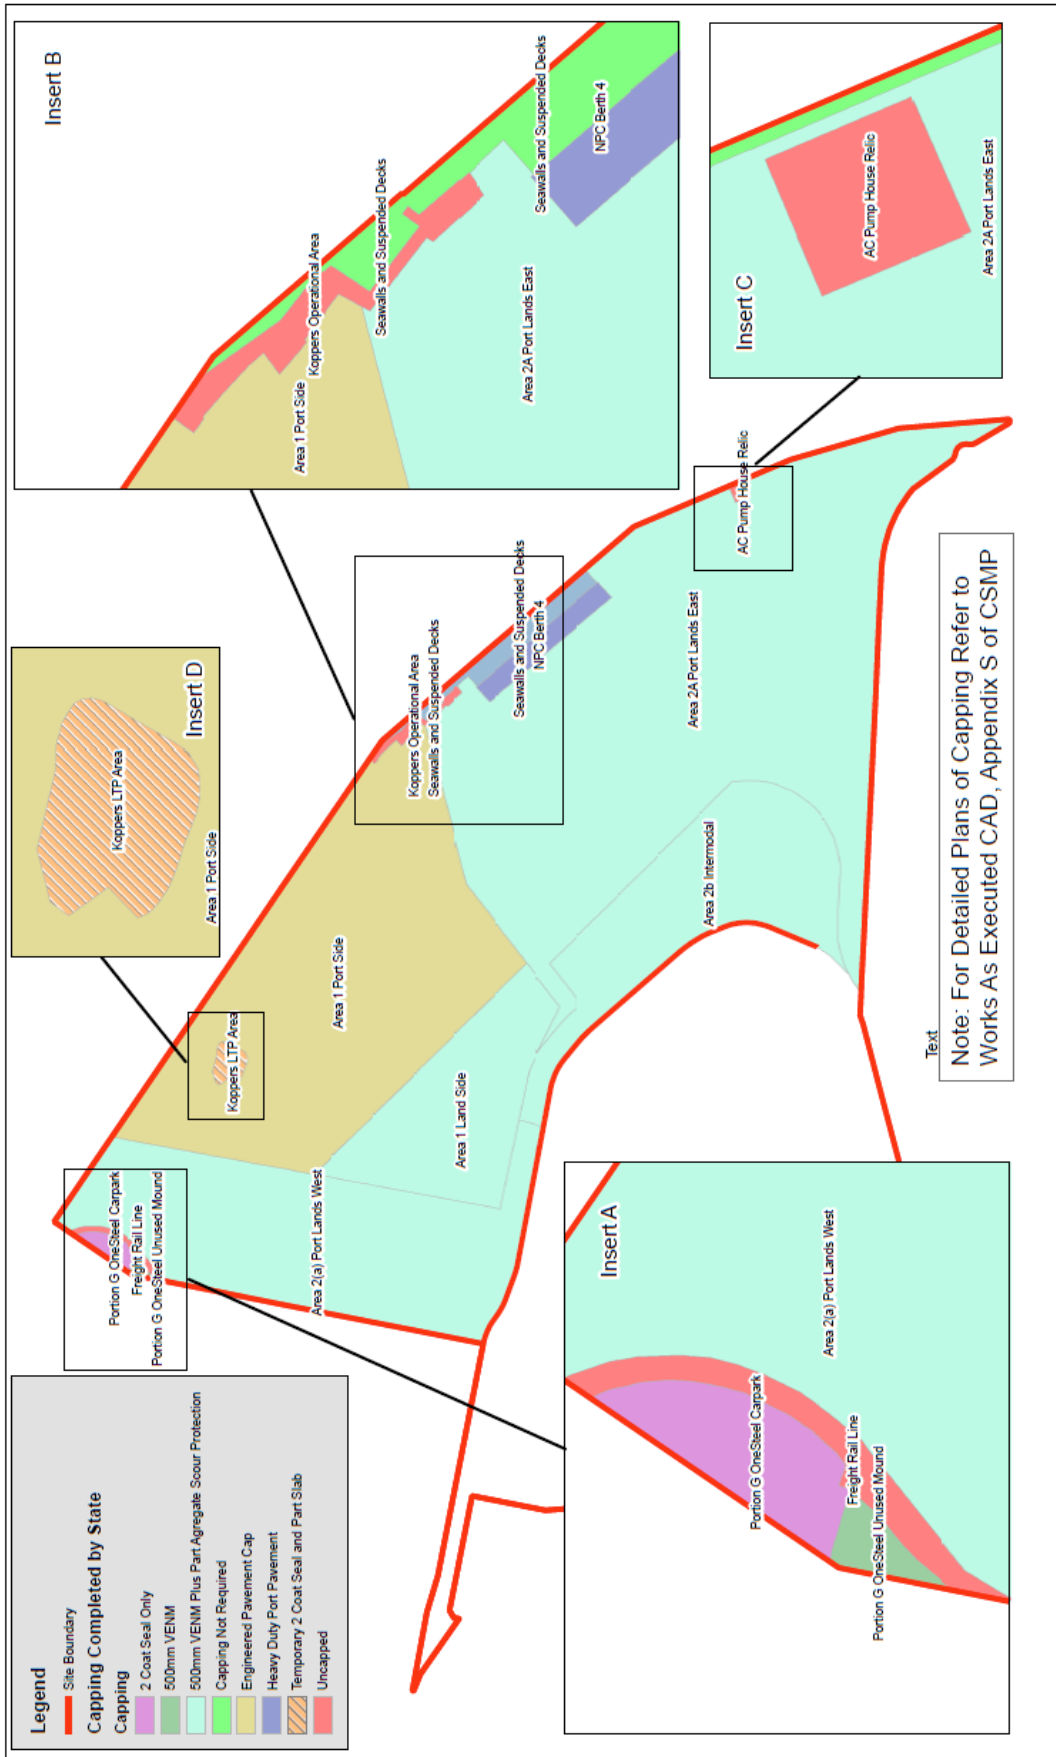 Legend
Site Boundary
Capping Completed by State
Capping
2 Coat Seal Only
500mm VENM
500mm VENM Plus Part Agregate Scour Protection
Capping Not Required
Engineered Pavement Cap
Heavy Duty Port Pavement
Temporary 2 Coat Seal and Part Slab
Uncapped
Portion G OneSteel Carpark
Freight Rail Line
Portion G OneSteel Unused Mound
Area 2(a) Port Lands West
Area 1 Land Side
Koppers LTP Area
Area 1 Port Side
Koppers Operational Area
Seawalls and Suspended Decks
Seawalls and Suspended Decks
NPC Berth 4
Area 2A Port Lands East
Area 2b Intermodal
AC Pump House Relic
Insert D
Koppers LTP Area
Area 1 Port Side
Insert B
Koppers Operational Area
Area 1 Port Side
Seawalls and Suspended Decks
Seawalls and Suspended Decks
NPC Berth 4
Area 2A Port Lands East
Insert A
Portion G OneSteel Carpark
Freight Rail Line
Portion G OneSteel Unused Mound
Area 2(a) Port Lands West
Insert C
AC Pump House Relic
Area 2A Port Lands East
Text
Note: For Detailed Plans of Capping Refer to
Works As Executed CAD, Appendix S of CSMP